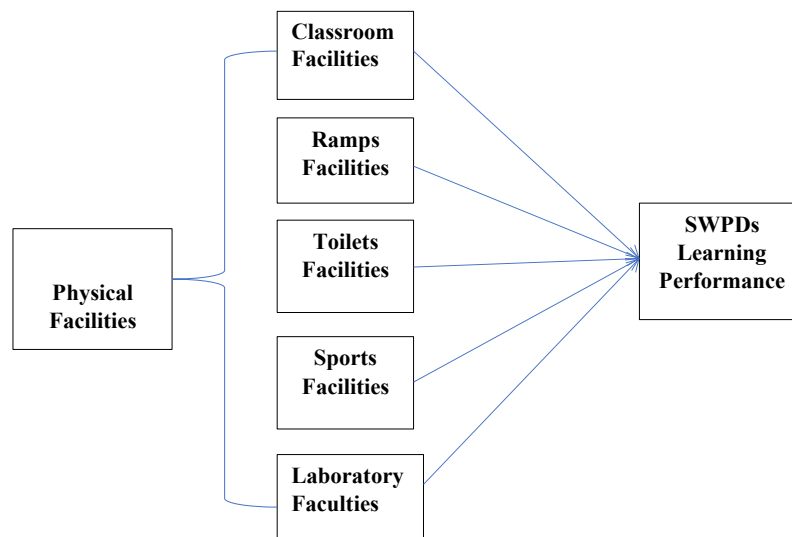 Physical
Facilities
Classroom
Facilities
Ramps
Facilities
Toilets
Facilities
Sports
Facilities
Laboratory
Faculties
SWPDs
Learning
Performance